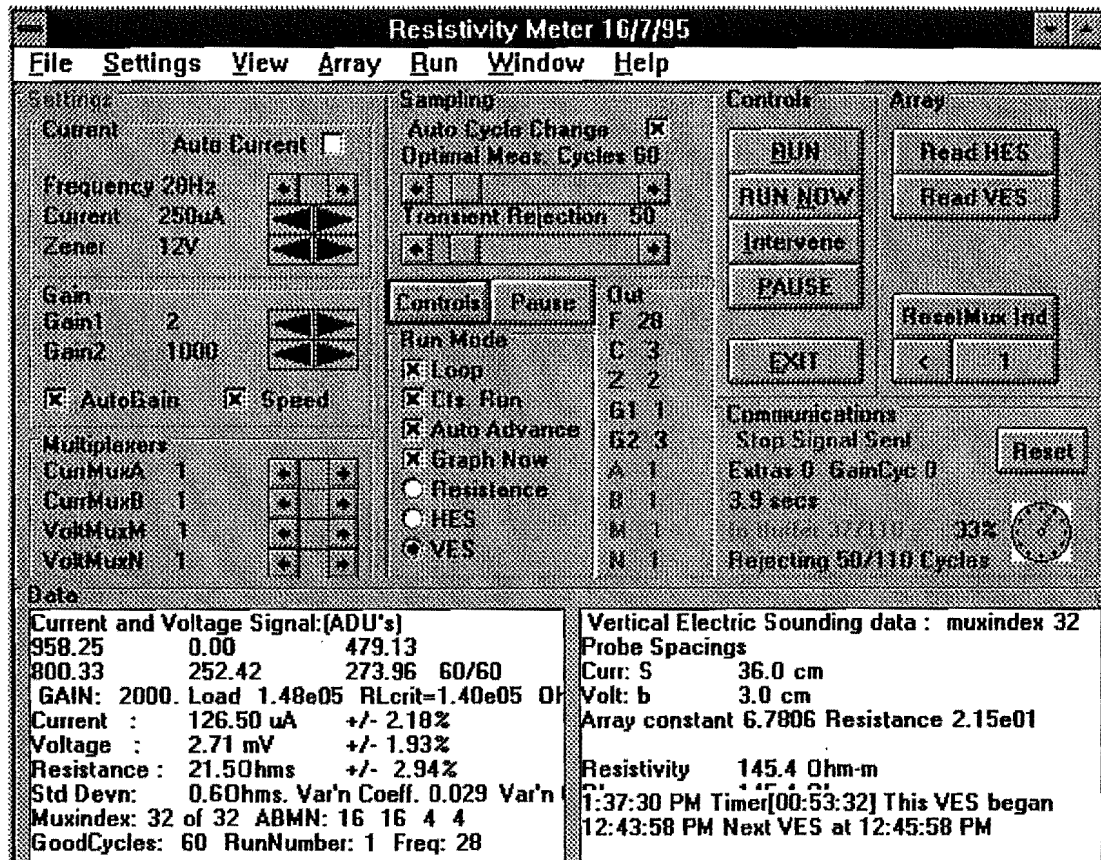 Resistivity Meter 16/7/95
File Settings View Array Run Window Help
Settings
Current
Auto Current
Frequency 28Hz
Current 250uA
Zener 12V
Gain
Gain1 2
Gain2 1000
AutoGain Speed
Multiplexers
CurrMuxA 1
CurrMuxB 1
VoltMuxM 1
VoltMuxN 1
Sampling
Auto Cycle Change
Optimal Meas. Cycles 60
Transient Rejection 50
Controls Pause
Run Mode
Loop
Cts. Run
Auto Advance
Graph Now
Resistance
HES
VES
Out
F 28
C 3
Z 2
G1 1
G2 3
A 1
B 1
M 1
N 1
Controls
RUN
RUN NOW
Intervene
PAUSE
EXIT
Array
Read HES
Read VES
ResetMux Ind
< 1
Communications
Stop Signal Sent
Reset
Extras 0 GainCyc 0
3.9 secs
33%
Rejecting 50/110 Cycles
Data
Current and Voltage Signal:(ADU's)
958.25 0.00 479.13
800.33 252.42 273.96 60/60
GAIN: 2000. Load 1.48e05 RLcrit=1.40e05
Current : 126.50 uA +/- 2.18%
Voltage : 2.71 mV +/- 1.93%
Resistance : 21.5Ohms +/- 2.94%
Std Devn: 0.6Ohms. Var'n Coeff. 0.029 Var'n
Muxindex: 32 of 32 ABMN: 16 16 4 4
GoodCycles: 60 RunNumber: 1 Freq: 28
Vertical Electric Sounding data : muxindex 32
Probe Spacings
Curr: S 36.0 cm
Volt: b 3.0 cm
Array constant 6.7806 Resistance 2.15e01
Resistivity 145.4 Ohm-m
1:37:30 PM Timer[00:53:32] This VES began
12:43:58 PM Next VES at 12:45:58 PM